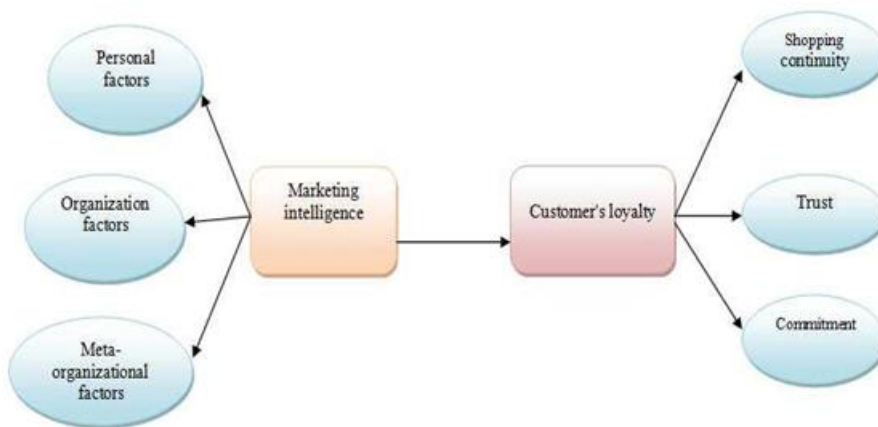 Personal
factors
Organization
factors
Meta-
organizational
factors
Marketing
intelligence
Customer's loyalty
Shopping
continuity
Trust
Commitment